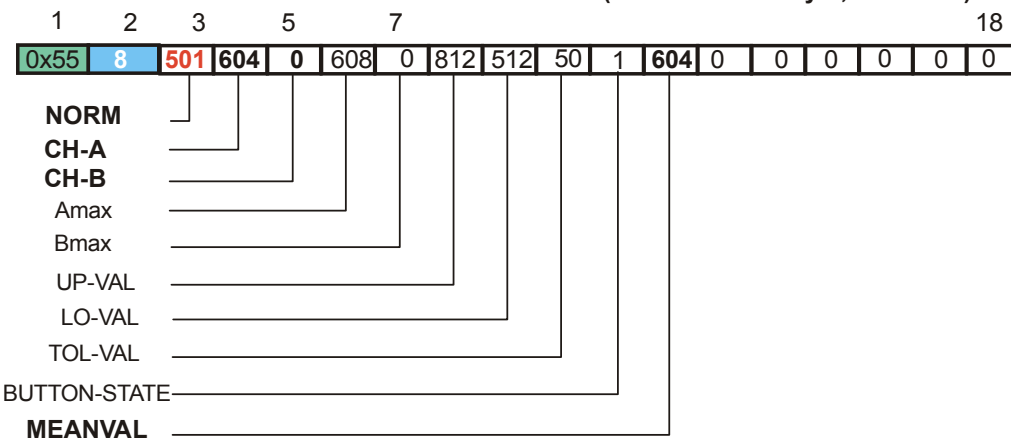 1 2 3 5 7 18
0x55 8 501 604 0 608 0 812 512 50 1 604 0 0 0 0 0 0
NORM
CH-A
CH-B
Amax
Bmax
UP-VAL
LO-VAL
TOL-VAL
BUTTON-STATE
MEANVAL